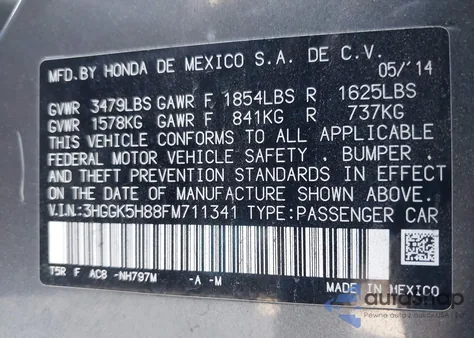 MFD.BY HONDA DE MEXICO S.A. DE C.V.
05/14
GVWR 3479LBS GAWR F 1854LBS R 1625LBS
GVWR 1578KG GAWR F 841KG R 737KG
THIS VEHICLE CONFORMS TO ALL APPLICABLE
FEDERAL MOTOR VEHICLE SAFETY , BUMPER ,
AND THEFT PREVENTION STANDARDS IN EFFECT
ON THE DATE OF MANUFACTURE SHOWN ABOVE.
V.I.N:3HGGK5H88FM711341 TYPE:PASSENGER CAR
T5R F AC8 -NH797M -A -M
MADE IN MEXICO
autashop